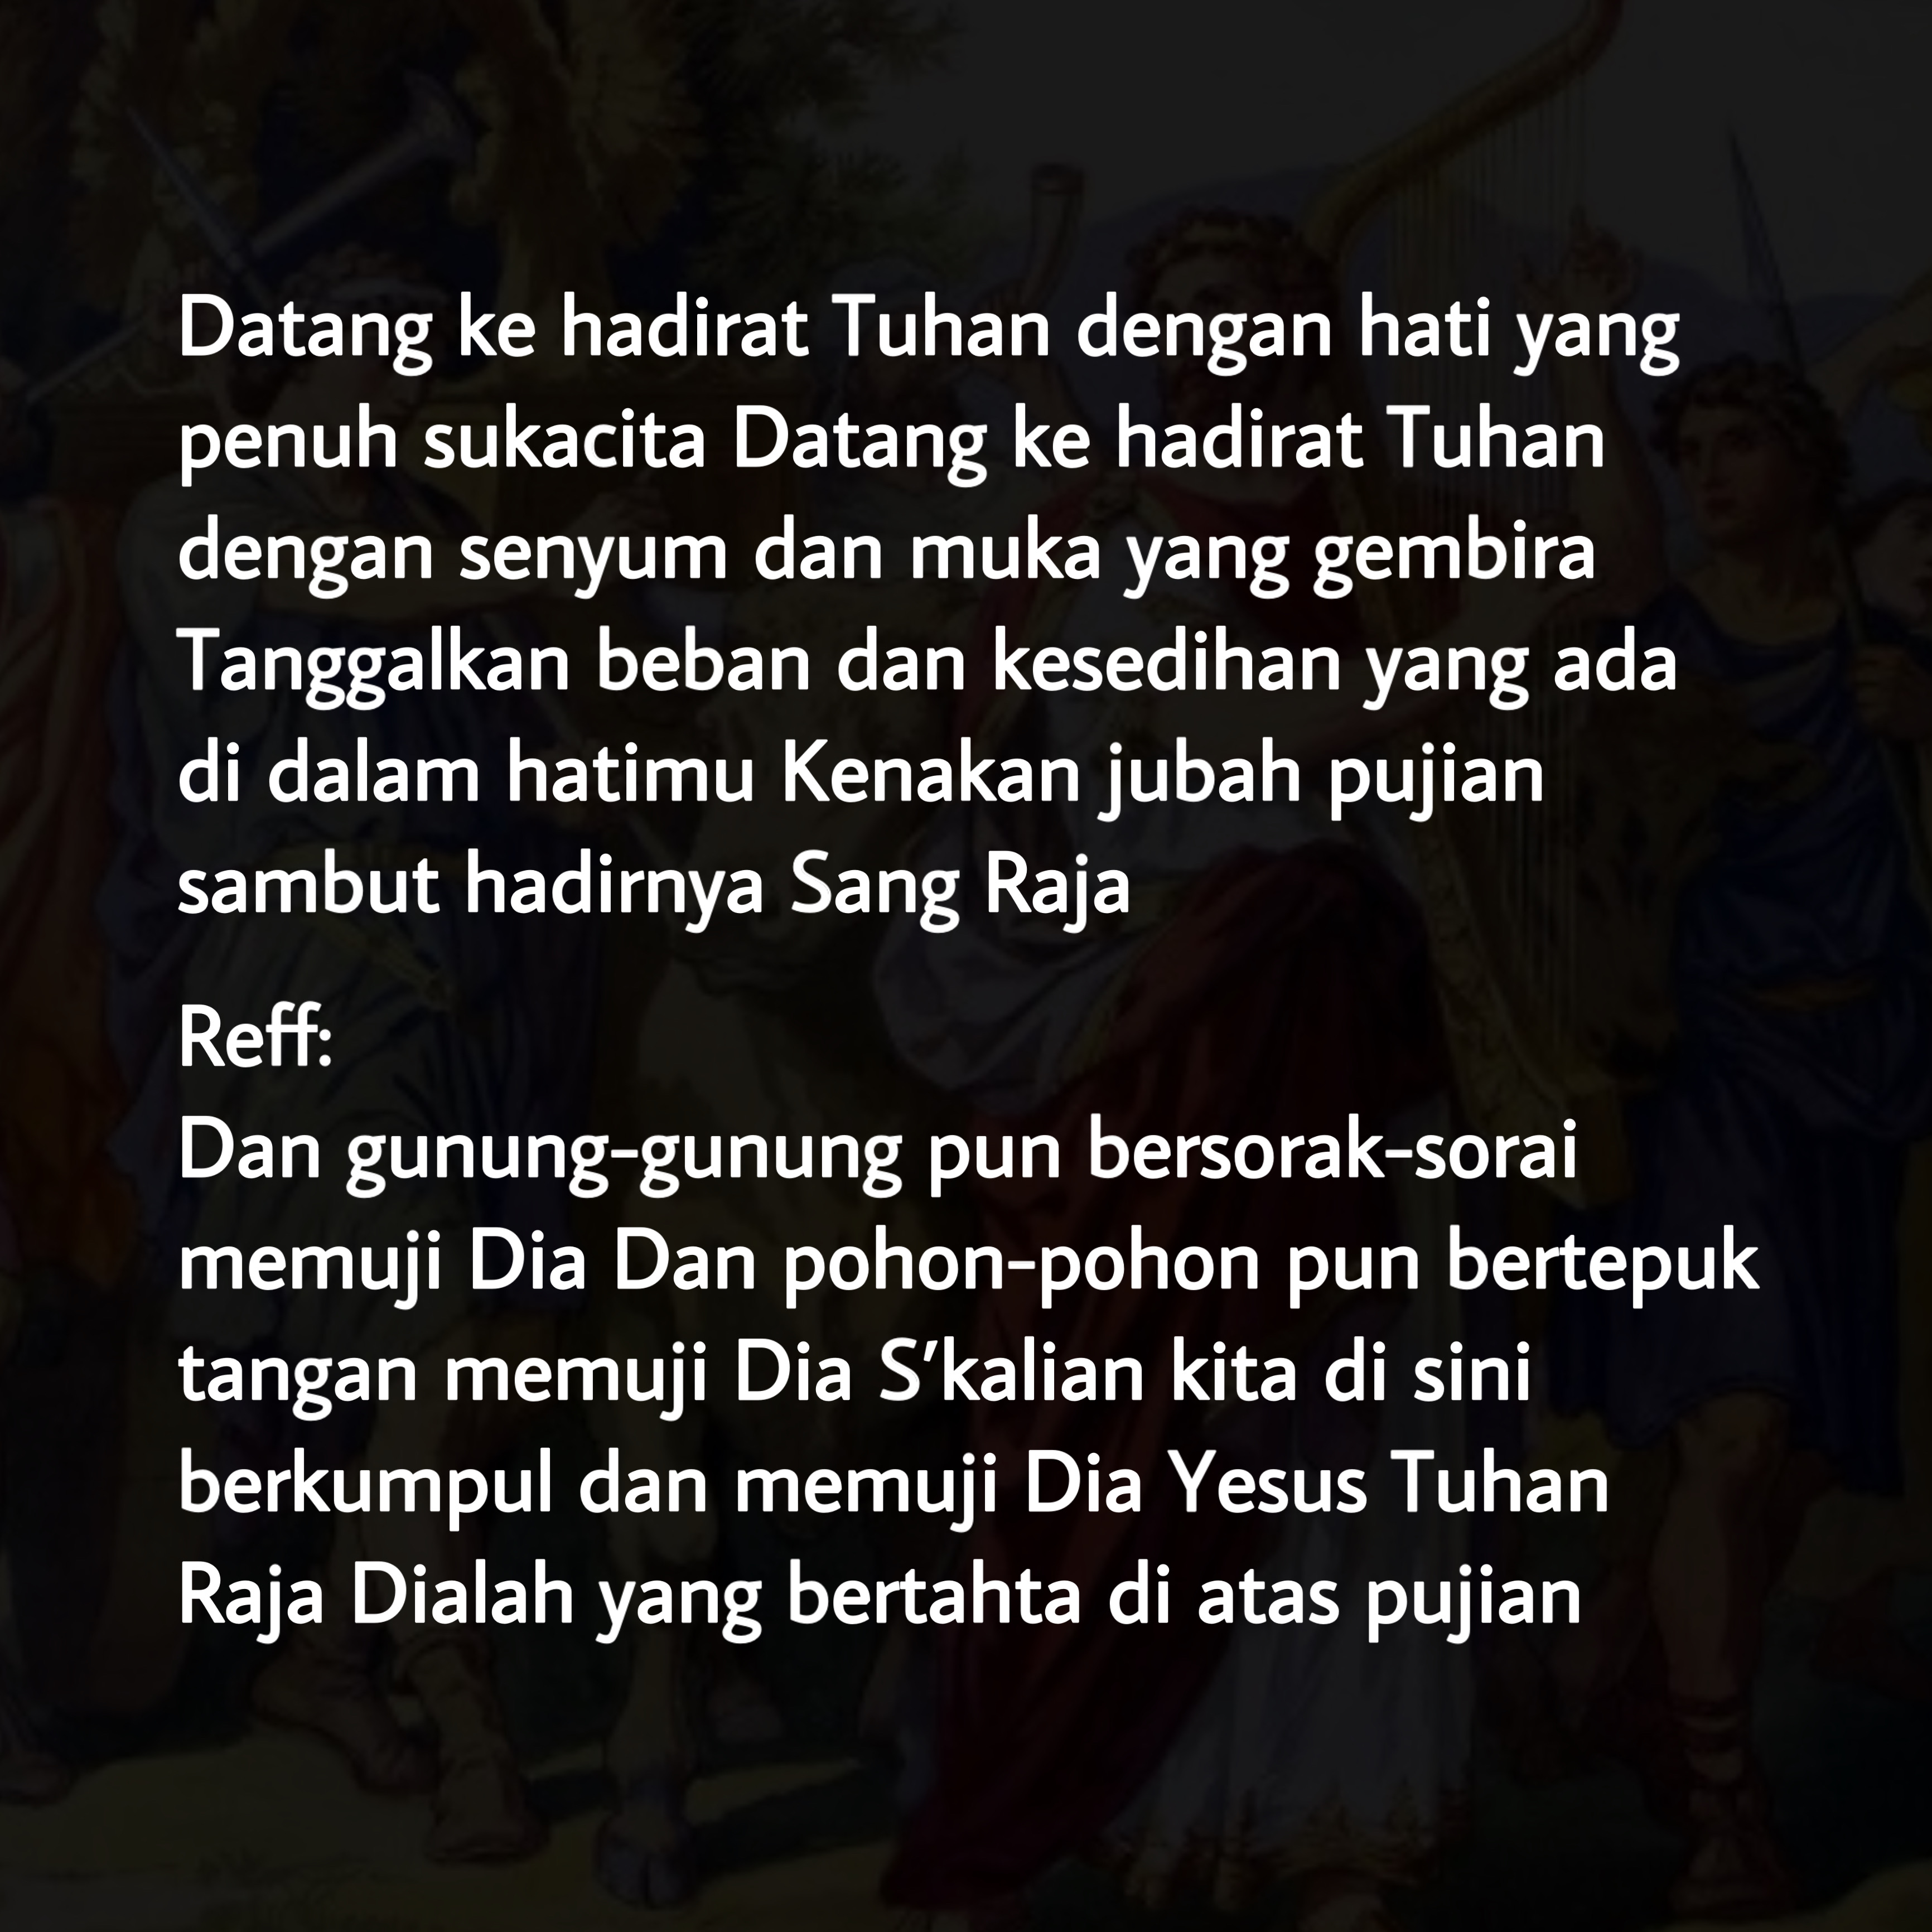 Datang ke hadirat Tuhan dengan hati yang
penuh sukacita Datang ke hadirat Tuhan
dengan senyum dan muka yang gembira
Tanggalkan beban dan kesedihan yang ada
di dalam hatimu Kenakan jubah pujian
sambut hadirnya Sang Raja
Reff:
Dan gunung-gunung pun bersorak-sorai
memuji Dia Dan pohon-pohon pun bertepuk
tangan memuji Dia S'kalian kita di sini
berkumpul dan memuji Dia Yesus Tuhan
Raja Dialah yang bertahta di atas pujian